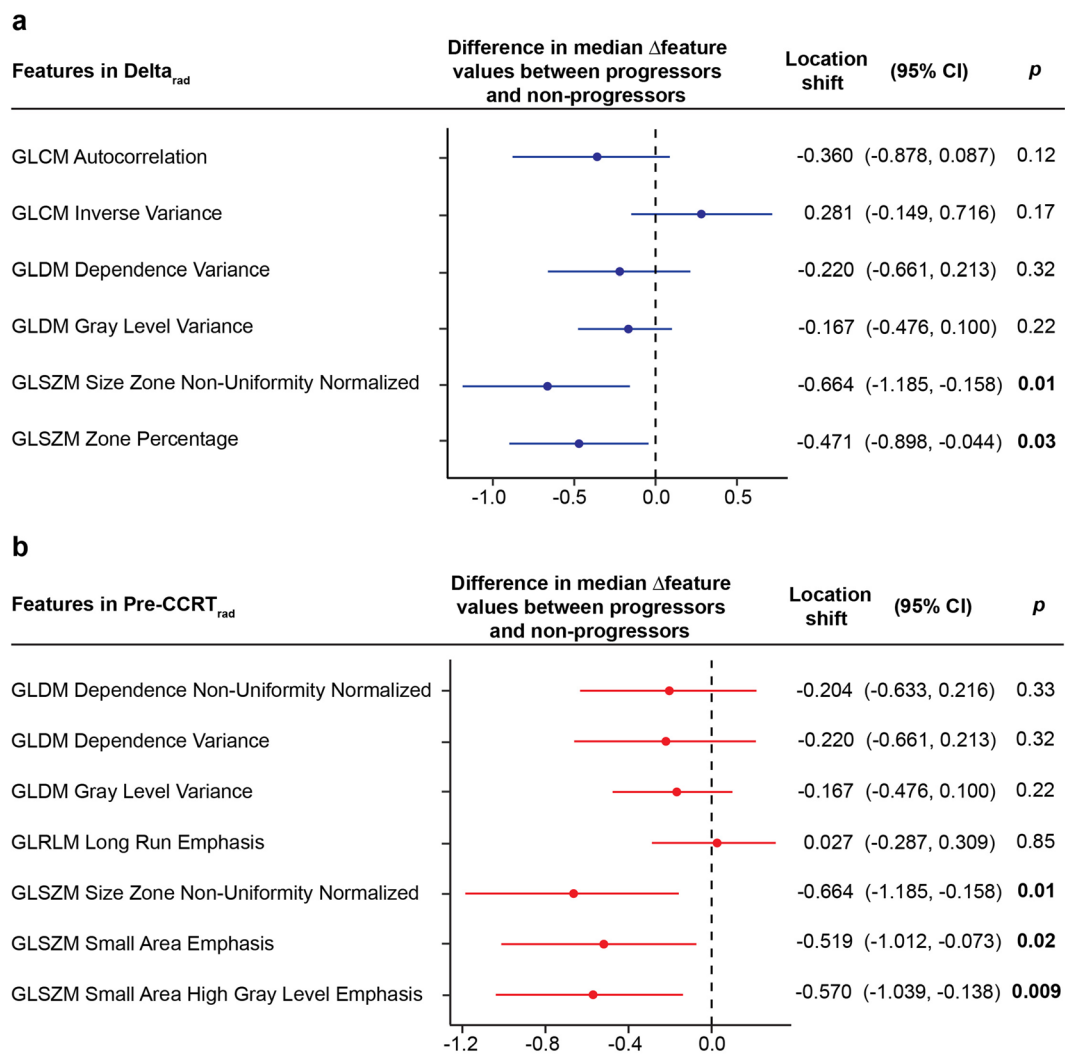 a
Features in Delta_rad
Difference in median Δfeature
values between progressors
and non-progressors
Location
shift
(95% CI)
p
GLCM Autocorrelation -0.360 (-0.878, 0.087) 0.12
GLCM Inverse Variance 0.281 (-0.149, 0.716) 0.17
GLDM Dependence Variance -0.220 (-0.661, 0.213) 0.32
GLDM Gray Level Variance -0.167 (-0.476, 0.100) 0.22
GLSZM Size Zone Non-Uniformity Normalized -0.664 (-1.185, -0.158) 0.01
GLSZM Zone Percentage -0.471 (-0.898, -0.044) 0.03
-1.0 -0.5 0.0 0.5
b
Features in Pre-CCRT_rad
Difference in median Δfeature
values between progressors
and non-progressors
Location
shift
(95% CI)
p
GLDM Dependence Non-Uniformity Normalized -0.204 (-0.633, 0.216) 0.33
GLDM Dependence Variance -0.220 (-0.661, 0.213) 0.32
GLDM Gray Level Variance -0.167 (-0.476, 0.100) 0.22
GLRLM Long Run Emphasis 0.027 (-0.287, 0.309) 0.85
GLSZM Size Zone Non-Uniformity Normalized -0.664 (-1.185, -0.158) 0.01
GLSZM Small Area Emphasis -0.519 (-1.012, -0.073) 0.02
GLSZM Small Area High Gray Level Emphasis -0.570 (-1.039, -0.138) 0.009
-1.2 -0.8 -0.4 0.0